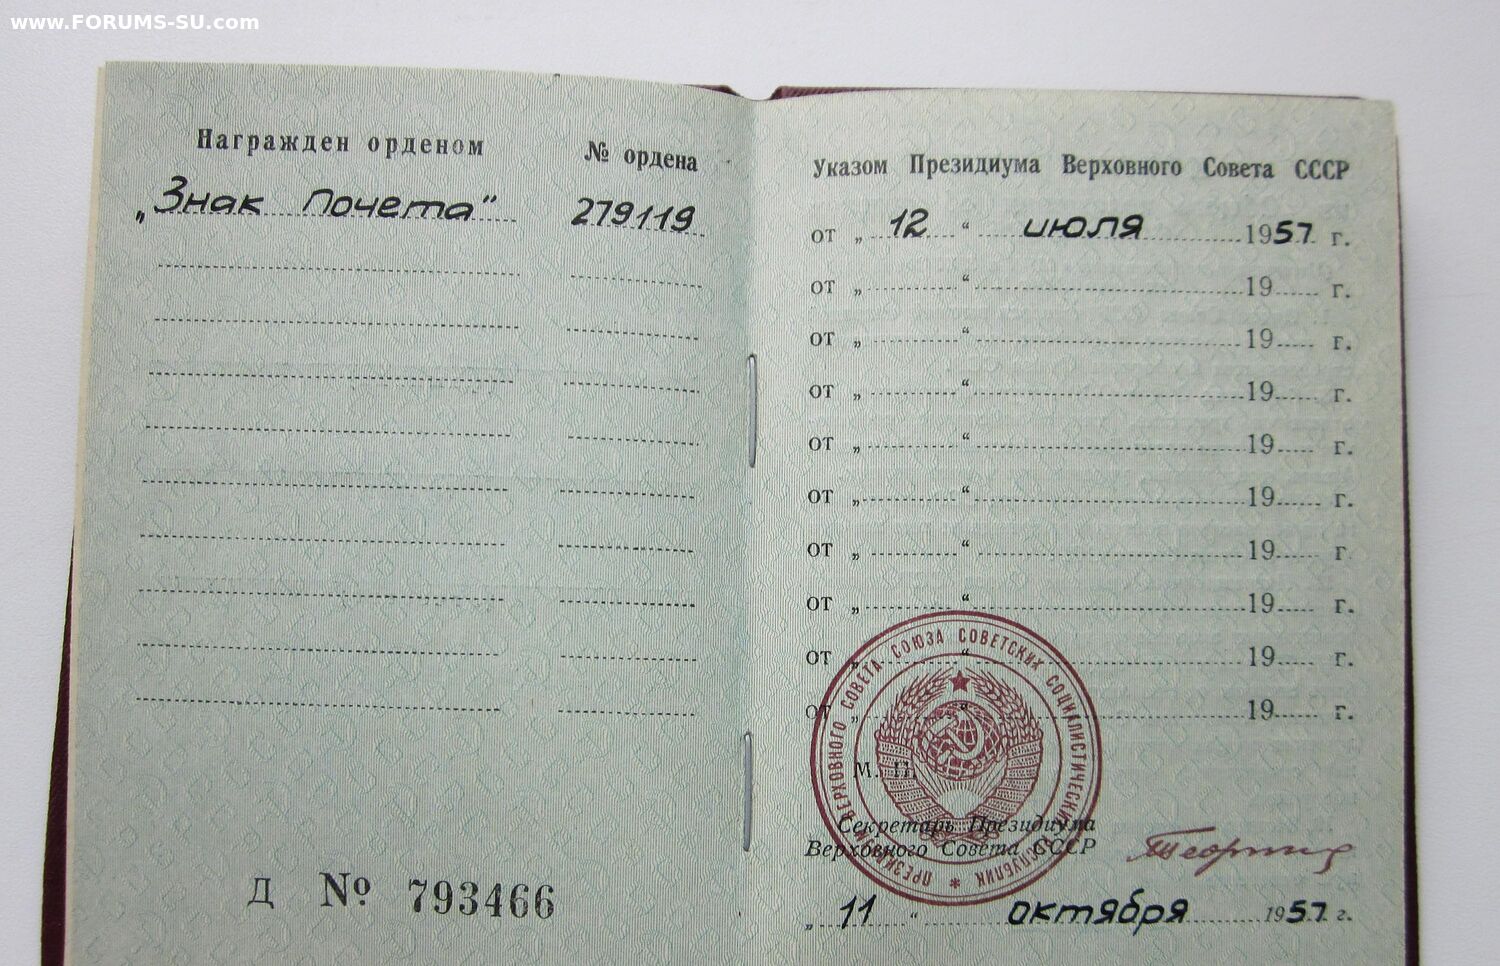 www.FORUMS-SU.com
Награжден орденом
№ ордена
„Знак Почета"
279119
Д № 793466
Указом Президиума Верховного Совета СССР
от „ 12 “ июля 1957 г.
от „ “ 19 г.
от „ “ 19 г.
от „ “ 19 г.
от „ “ 19 г.
от „ “ 19 г.
от „ “ 19 г.
от „ “ 19 г.
от „ “ 19 г.
от „ “ 19 г.
М. П.
ПРЕЗИДИУМ ВЕРХОВНОГО СОВЕТА СОЮЗА СОВЕТСКИХ СОЦИАЛИСТИЧЕСКИХ РЕСПУБЛИК *
Секретарь Президиума
Верховного Совета СССР
„ 11 “ октября 1957 г.